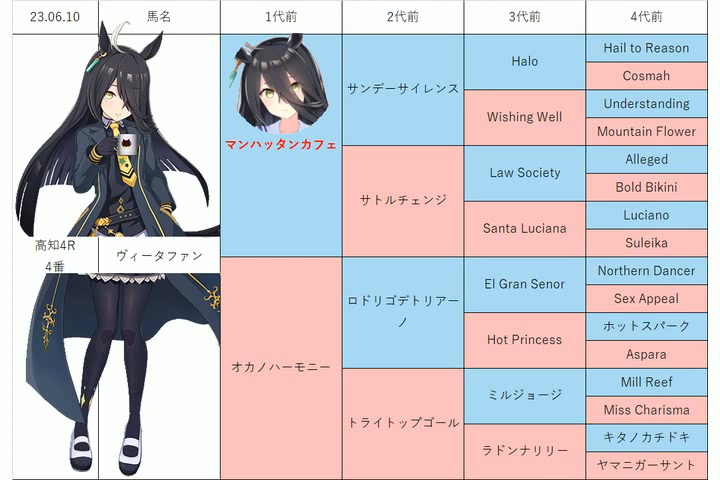 23.06.10
馬名
1代前
2代前
3代前
4代前
高知4R
4番
ヴィータファン
マンハッタンカフェ
サンデーサイレンス
Halo
Hail to Reason
Cosmah
Wishing Well
Understanding
Mountain Flower
サトルチェンジ
Law Society
Alleged
Bold Bikini
Santa Luciana
Luciano
Suleika
オカノハーモニー
ロドリゴデトリアー
ノ
El Gran Senor
Northern Dancer
Sex Appeal
Hot Princess
ホットスパーク
Aspara
トライトップゴール
ミルジョージ
Mill Reef
Miss Charisma
ラドンナリリー
キタノカチドキ
ヤマニガーサント